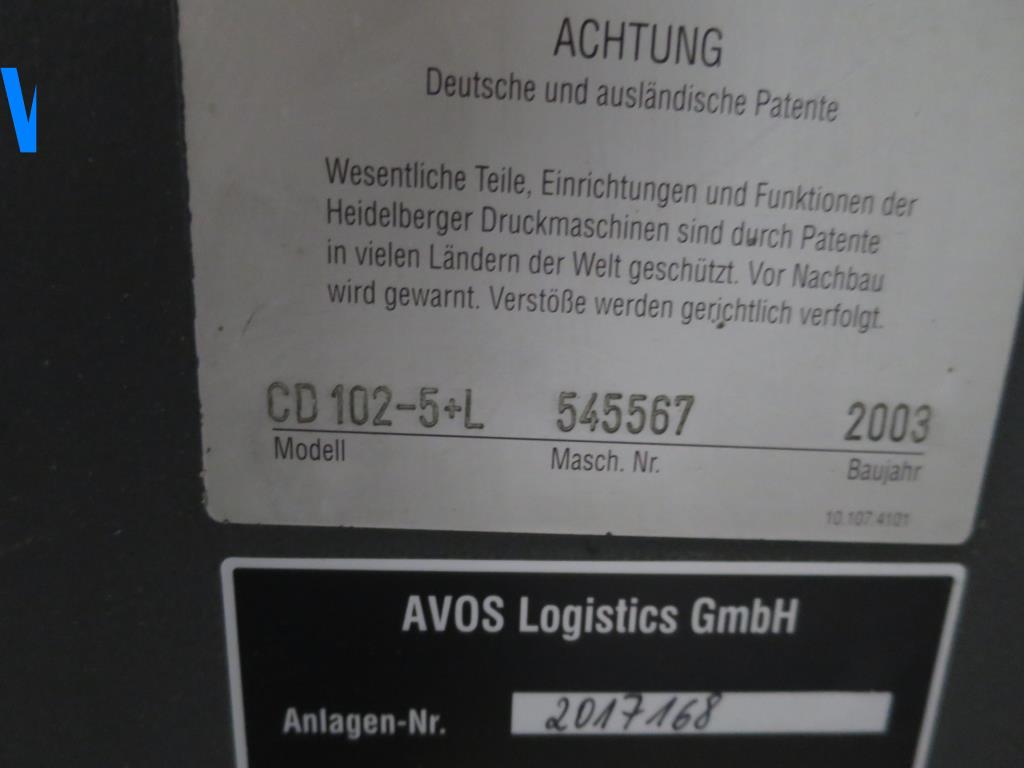 ACHTUNG
Deutsche und ausländische Patente
Wesentliche Teile, Einrichtungen und Funktionen der
Heidelberger Druckmaschinen sind durch Patente
in vielen Ländern der Welt geschützt. Vor Nachbau
wird gewarnt. Verstöße werden gerichtlich verfolgt.
CD 102-5+L 545567 2003
Modell Masch. Nr. Baujahr
10.107.4101
AVOS Logistics GmbH
Anlagen-Nr. 2017168